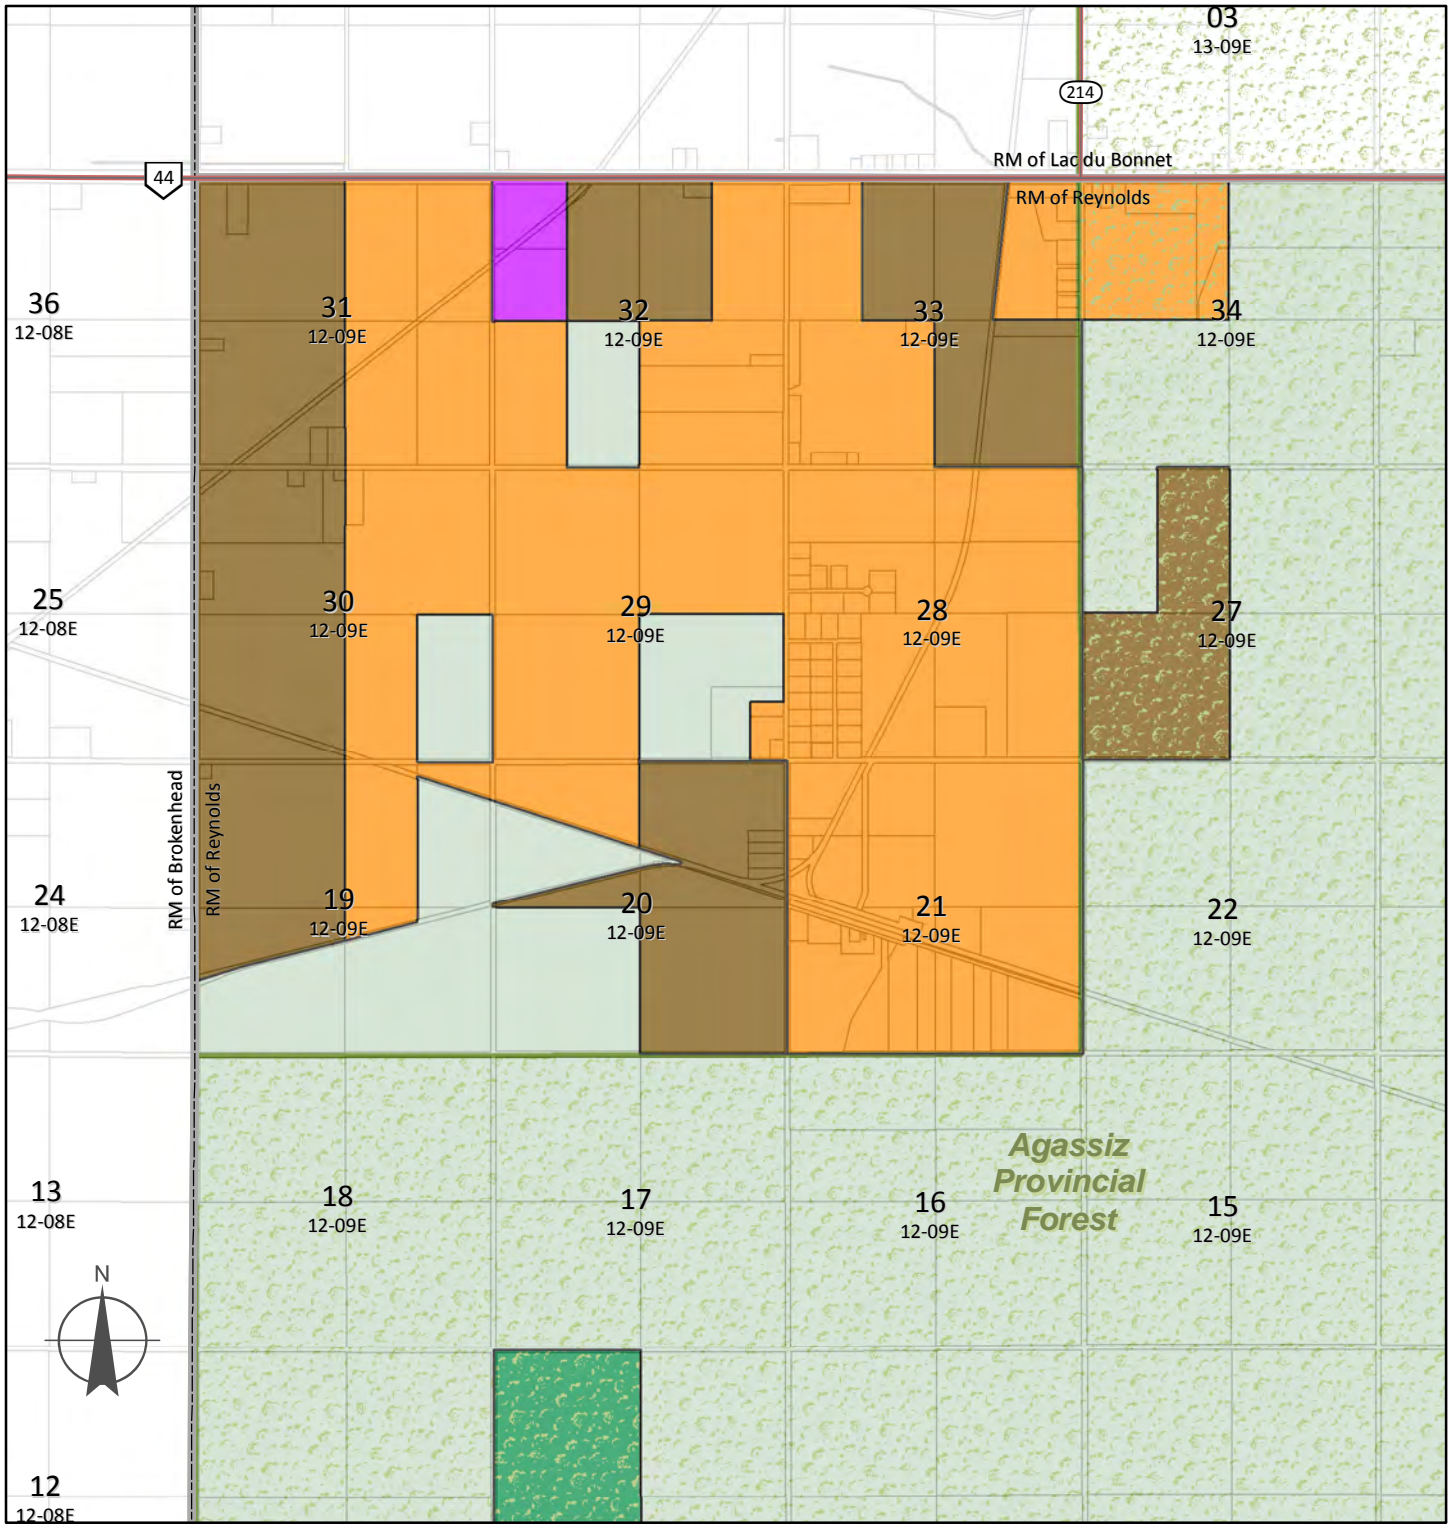 03
13-09E
214
RM of Lac du Bonnet
44
RM of Reynolds
36
12-08E
31
12-09E
32
12-09E
33
12-09E
34
12-09E
25
12-08E
30
12-09E
29
12-09E
28
12-09E
27
12-09E
RM of Brokenhead
RM of Reynolds
24
12-08E
19
12-09E
20
12-09E
21
12-09E
22
12-09E
Agassiz
Provincial
Forest
13
12-08E
18
12-09E
17
12-09E
16
12-09E
15
12-09E
N
12
12-08E